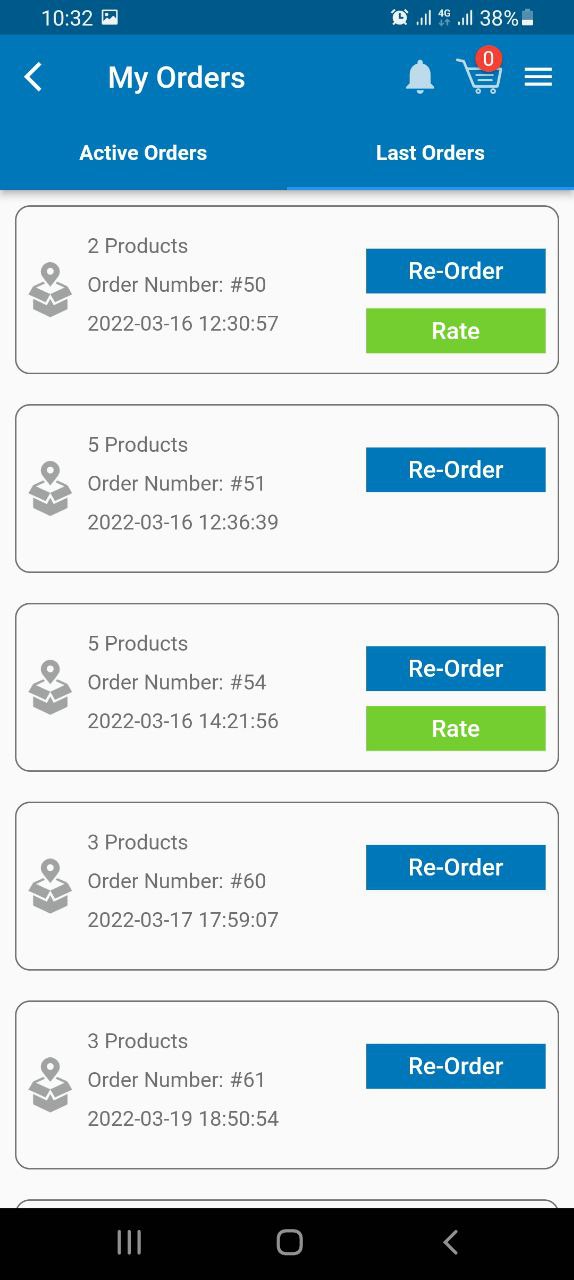 10:32 4G 38%
My Orders 0
Active Orders Last Orders
2 Products
Order Number: #50
2022-03-16 12:30:57
Re-Order
Rate
5 Products
Order Number: #51
2022-03-16 12:36:39
Re-Order
5 Products
Order Number: #54
2022-03-16 14:21:56
Re-Order
Rate
3 Products
Order Number: #60
2022-03-17 17:59:07
Re-Order
3 Products
Order Number: #61
2022-03-19 18:50:54
Re-Order